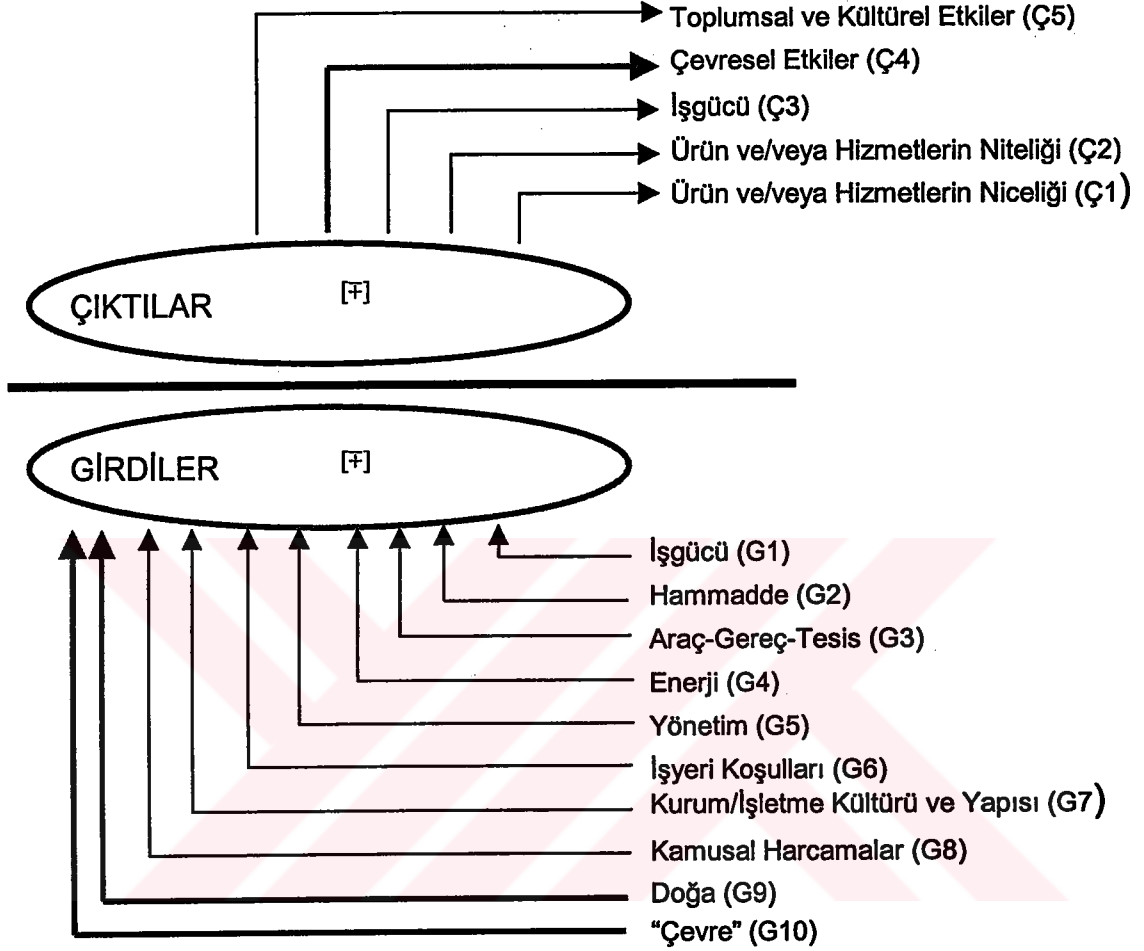 Toplumsal ve Kültürel Etkiler (Ç5)
Çevresel Etkiler (Ç4)
İşgücü (Ç3)
Ürün ve/veya Hizmetlerin Niteliği (Ç2)
Ürün ve/veya Hizmetlerin Niceliği (Ç1)
ÇIKTILAR [∓]
GİRDİLER [∓]
İşgücü (G1)
Hammadde (G2)
Araç-Gereç-Tesis (G3)
Enerji (G4)
Yönetim (G5)
İşyeri Koşulları (G6)
Kurum/İşletme Kültürü ve Yapısı (G7)
Kamusal Harcamalar (G8)
Doğa (G9)
“Çevre” (G10)